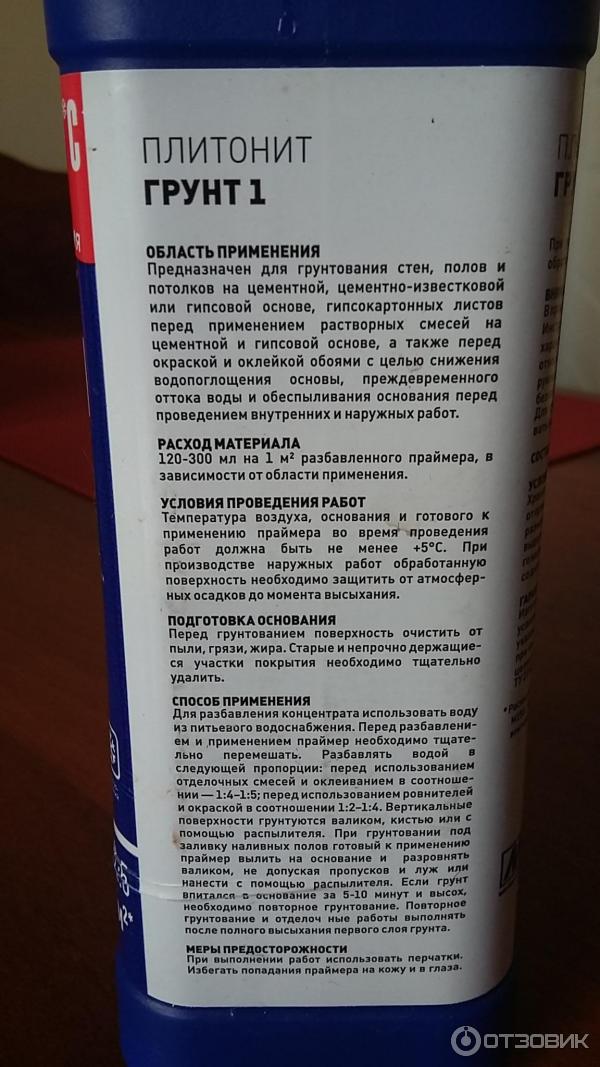 ПЛИТОНИТ
ГРУНТ 1
ОБЛАСТЬ ПРИМЕНЕНИЯ
Предназначен для грунтования стен, полов и
потолков на цементной, цементно-известковой
или гипсовой основе, гипсокартонных листов
перед применением растворных смесей на
цементной и гипсовой основе, а также перед
окраской и оклейкой обоями с целью снижения
водопоглощения основы, преждевременного
оттока воды и обеспыливания основания перед
проведением внутренних и наружных работ.
РАСХОД МАТЕРИАЛА
120-300 мл на 1 м² разбавленного праймера, в
зависимости от области применения.
УСЛОВИЯ ПРОВЕДЕНИЯ РАБОТ
Температура воздуха, основания и готового к
применению праймера во время проведения
работ должна быть не менее +5°С. При
производстве наружных работ обработанную
поверхность необходимо защитить от атмосфер-
ных осадков до момента высыхания.
ПОДГОТОВКА ОСНОВАНИЯ
Перед грунтованием поверхность очистить от
пыли, грязи, жира. Старые и непрочно держащие-
ся участки покрытия необходимо тщательно
удалить.
СПОСОБ ПРИМЕНЕНИЯ
Для разбавления концентрата использовать воду
из питьевого водоснабжения. Перед разбавлени-
ем и применением праймер необходимо тщате-
льно перемешать. Разбавлять водой в
следующей пропорции: перед использованием
отделочных смесей и оклеиванием в соотноше-
нии — 1:4–1:5; перед использованием ровнителей
и окраской в соотношении 1:2–1:4. Вертикальные
поверхности грунтуются валиком, кистью или с
помощью распылителя. При грунтовании под
заливку наливных полов готовый к применению
праймер вылить на основание и разровнять
валиком, не допуская пропусков и луж или
нанести с помощью распылителя. Если грунт
впитался в основание за 5-10 минут и высох,
необходимо повторное грунтование. Повторное
грунтование и отделоч ные работы выполнять
после полного высыхания первого слоя грунта.
МЕРЫ ПРЕДОСТОРОЖНОСТИ
При выполнении работ использовать перчатки.
Избегать попадания праймера на кожу и в глаза.
ОТЗОВИК